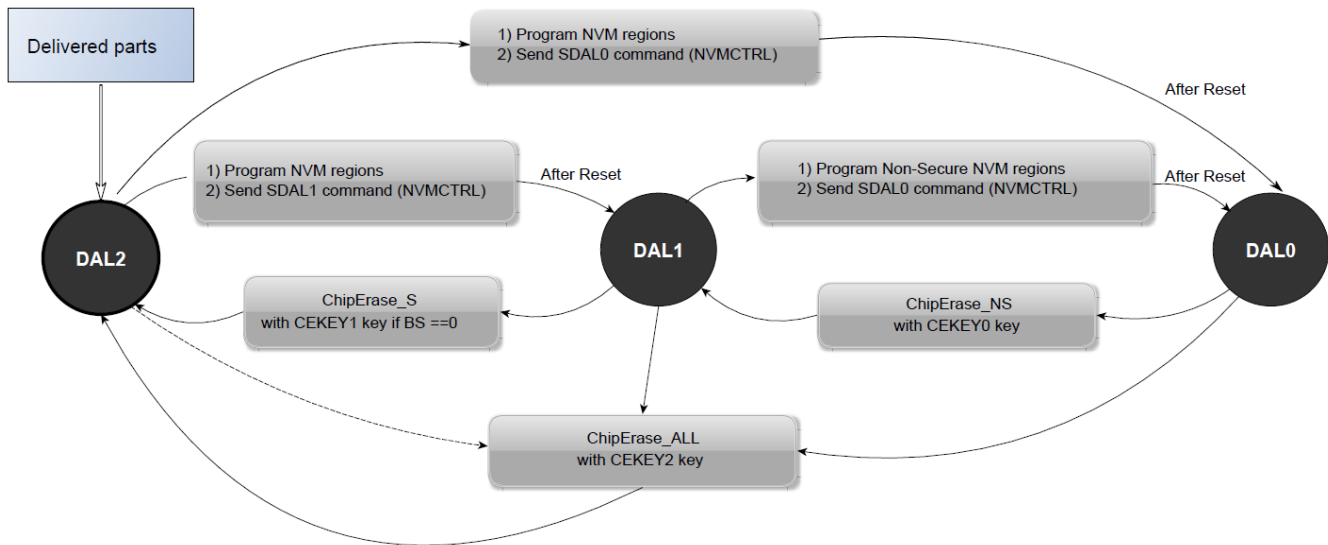 Delivered parts
1) Program NVM regions
2) Send SDAL0 command (NVMCTRL)
After Reset
1) Program NVM regions
2) Send SDAL1 command (NVMCTRL)
After Reset
1) Program Non-Secure NVM regions
2) Send SDAL0 command (NVMCTRL)
After Reset
DAL2
DAL1
DAL0
ChipErase_S
with CEKEY1 key if BS ==0
ChipErase_NS
with CEKEY0 key
ChipErase_ALL
with CEKEY2 key